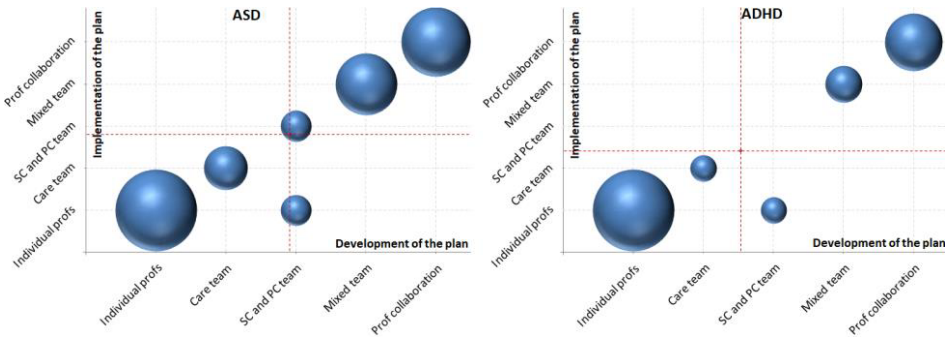 ASD
Implementation of the plan
Prof collaboration
Mixed team
SC and PC team
Care team
Individual profs
Development of the plan
Individual profs
Care team
SC and PC team
Mixed team
Prof collaboration
ADHD
Implementation of the plan
Prof collaboration
Mixed team
SC and PC team
Care team
Individual profs
Development of the plan
Individual profs
Care team
SC and PC team
Mixed team
Prof collaboration